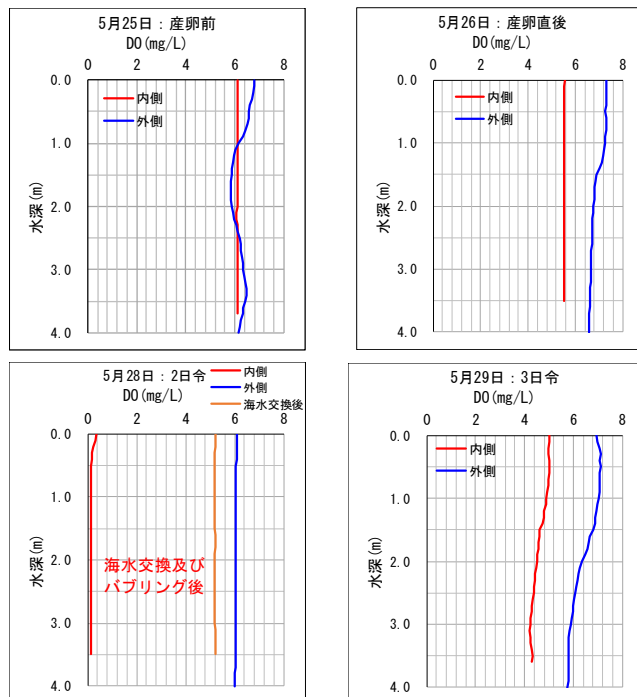 5月25日：産卵前
DO(mg/L)
0 2 4 6 8
0.0
1.0
2.0
3.0
4.0
水深(m)
内側
外側
5月26日：産卵直後
DO(mg/L)
0 2 4 6 8
0.0
1.0
2.0
3.0
4.0
水深(m)
内側
外側
5月28日：2日令
DO(mg/L)
0 2 4 6 8
内側
外側
海水交換後
0.0
1.0
2.0
3.0
4.0
水深(m)
海水交換及び
バブリング後
5月29日：3日令
DO(mg/L)
0 2 4 6 8
0.0
1.0
2.0
3.0
4.0
水深(m)
内側
外側